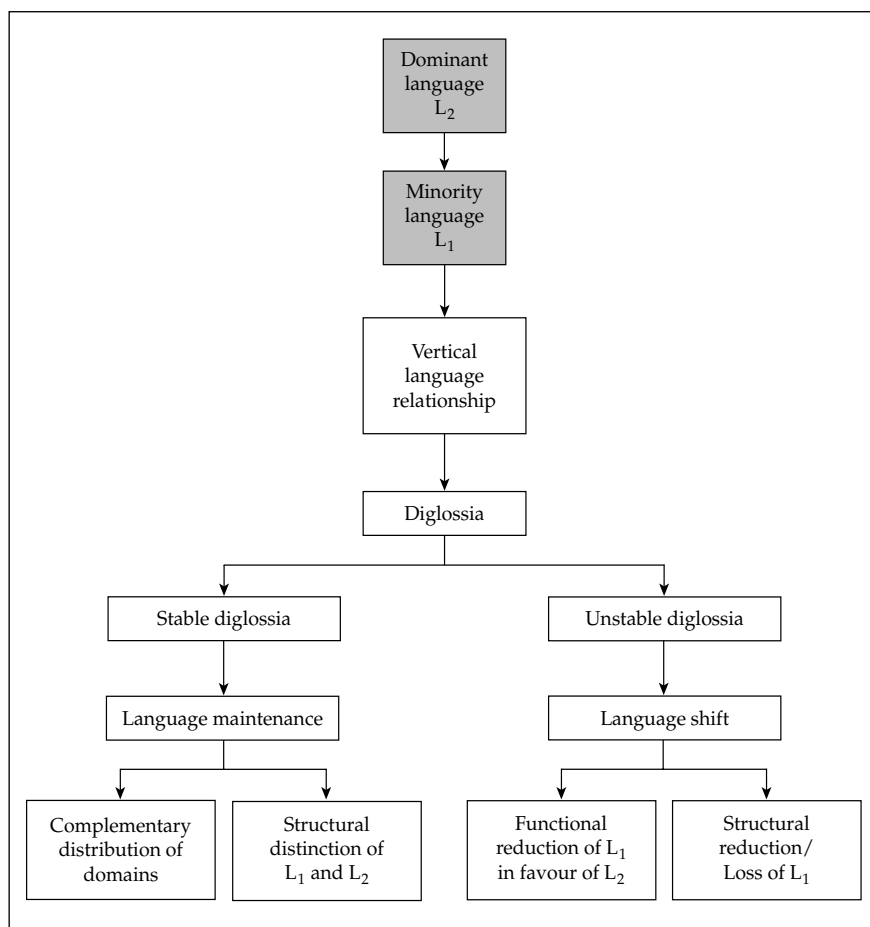 Dominant
language
L₂
Minority
language
L₁
Vertical
language
relationship
Diglossia
Stable diglossia
Unstable diglossia
Language maintenance
Language shift
Complementary
distribution of
domains
Structural
distinction of
L₁ and L₂
Functional
reduction of L₁
in favour of L₂
Structural
reduction/
Loss of L₁